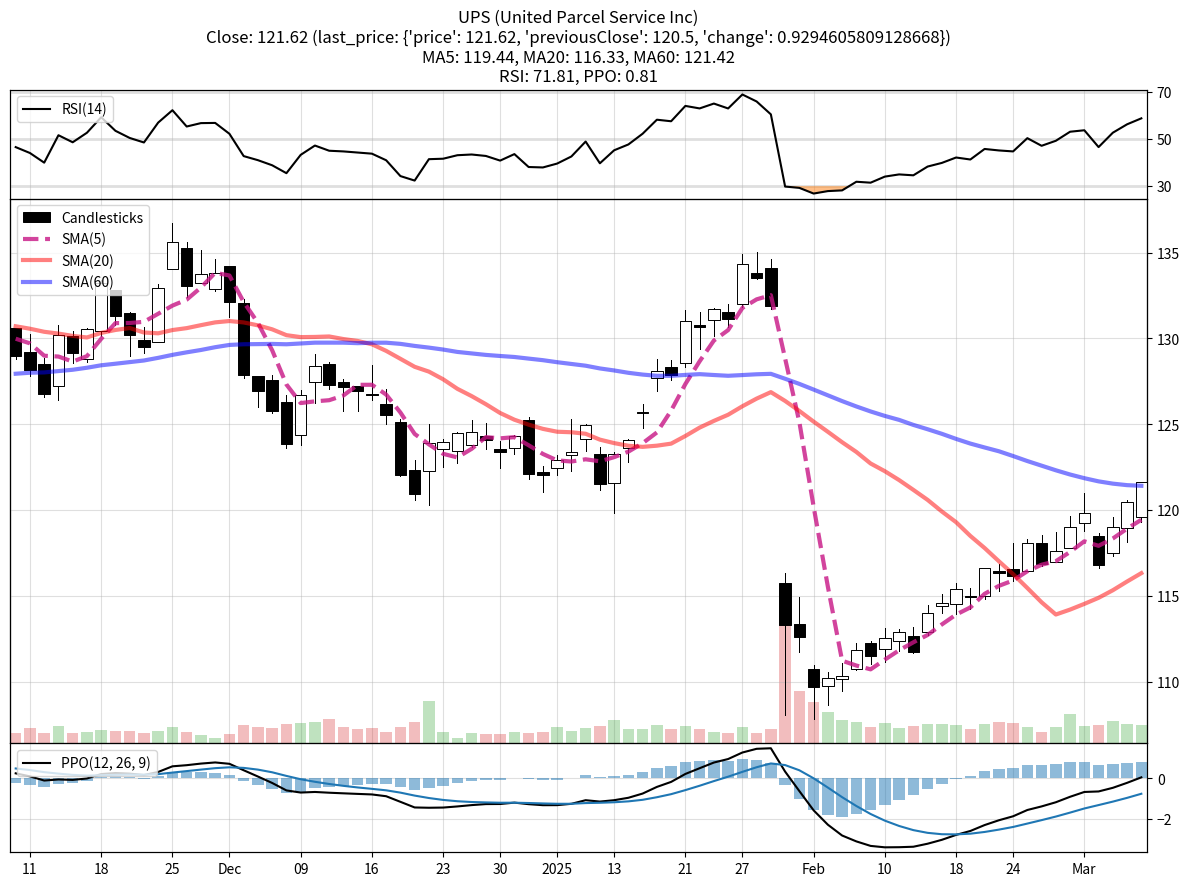 UPS (United Parcel Service Inc)
Close: 121.62 (last_price: {'price': 121.62, 'previousClose': 120.5, 'change': 0.9294605809128668})
MA5: 119.44, MA20: 116.33, MA60: 121.42
RSI: 71.81, PPO: 0.81
RSI(14)
70
50
30
Candlesticks
SMA(5)
SMA(20)
SMA(60)
135
130
125
120
115
110
PPO(12, 26, 9)
0
−2
11 18 25 Dec 09 16 23 30 2025 13 21 27 Feb 10 18 24 Mar